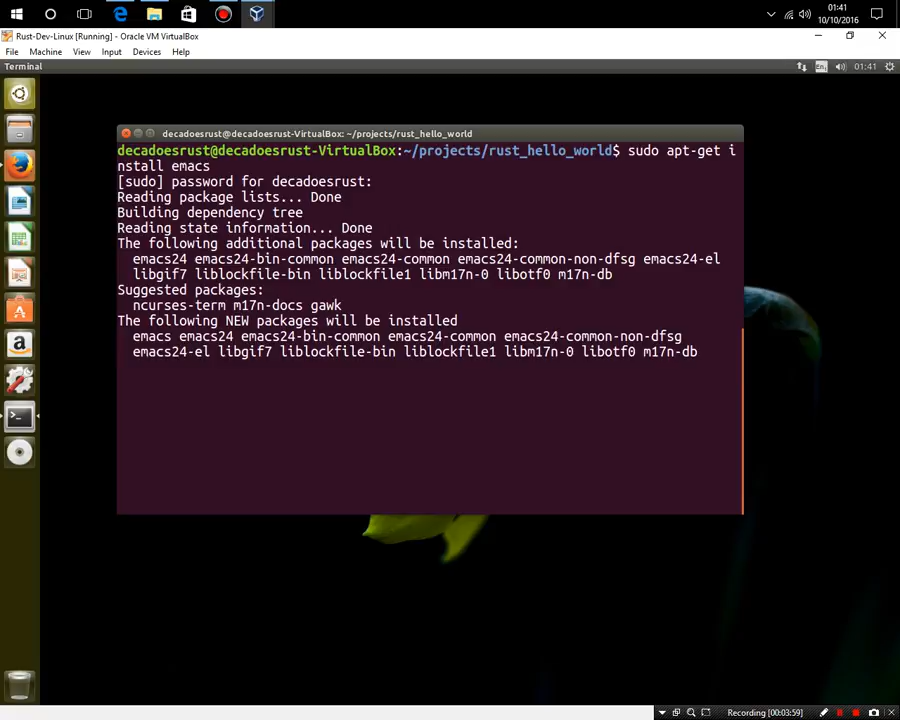 01:41
10/10/2016
Rust-Dev-Linux [Running] - Oracle VM VirtualBox
File Machine View Input Devices Help
Terminal
En
01:41
decadoesrust@decadoesrust-VirtualBox: ~/projects/rust_hello_world
decadoesrust@decadoesrust-VirtualBox:~/projects/rust_hello_world$ sudo apt-get i
nstall emacs
[sudo] password for decadoesrust:
Reading package lists... Done
Building dependency tree
Reading state information... Done
The following additional packages will be installed:
emacs24 emacs24-bin-common emacs24-common emacs24-common-non-dfsg emacs24-el
libgif7 liblockfile-bin liblockfile1 libm17n-0 libotf0 m17n-db
Suggested packages:
ncurses-term m17n-docs gawk
The following NEW packages will be installed
emacs emacs24 emacs24-bin-common emacs24-common emacs24-common-non-dfsg
emacs24-el libgif7 liblockfile-bin liblockfile1 libm17n-0 libotf0 m17n-db
Recording [00:03:59]